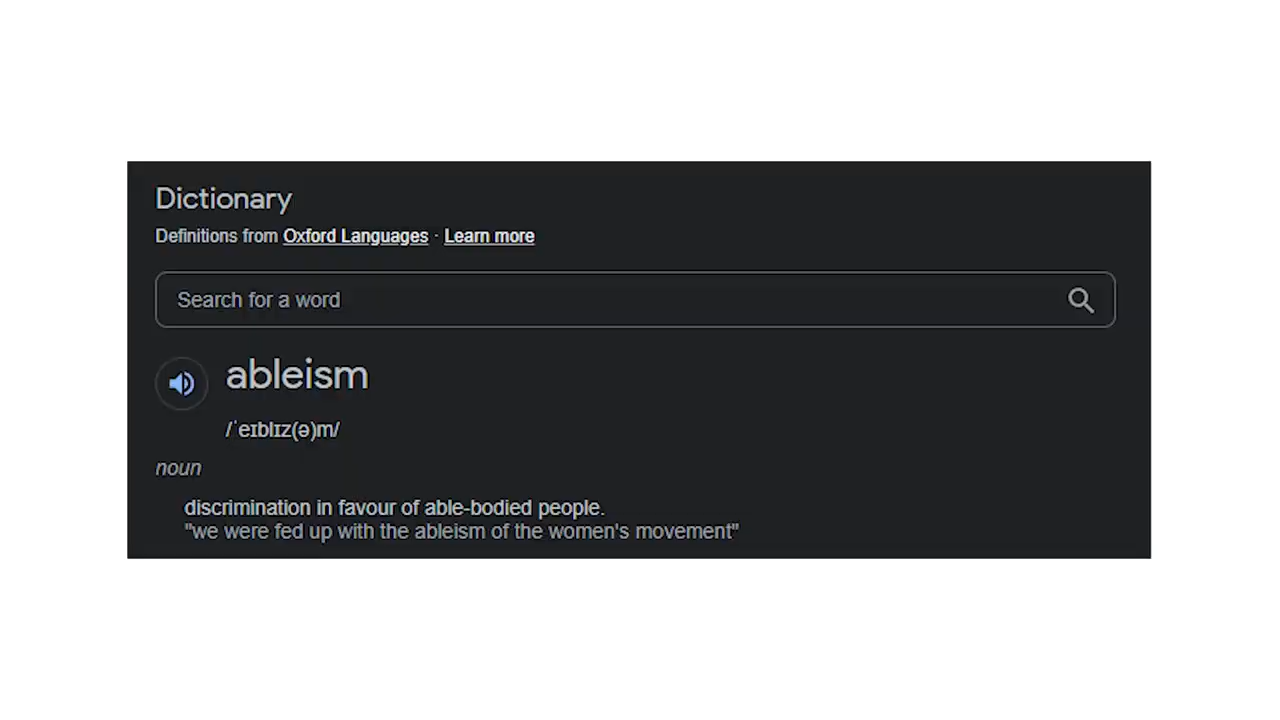 Dictionary
Definitions from Oxford Languages · Learn more
Search for a word
ableism
/ˈeɪblɪz(ə)m/
noun
discrimination in favour of able-bodied people.
"we were fed up with the ableism of the women's movement"